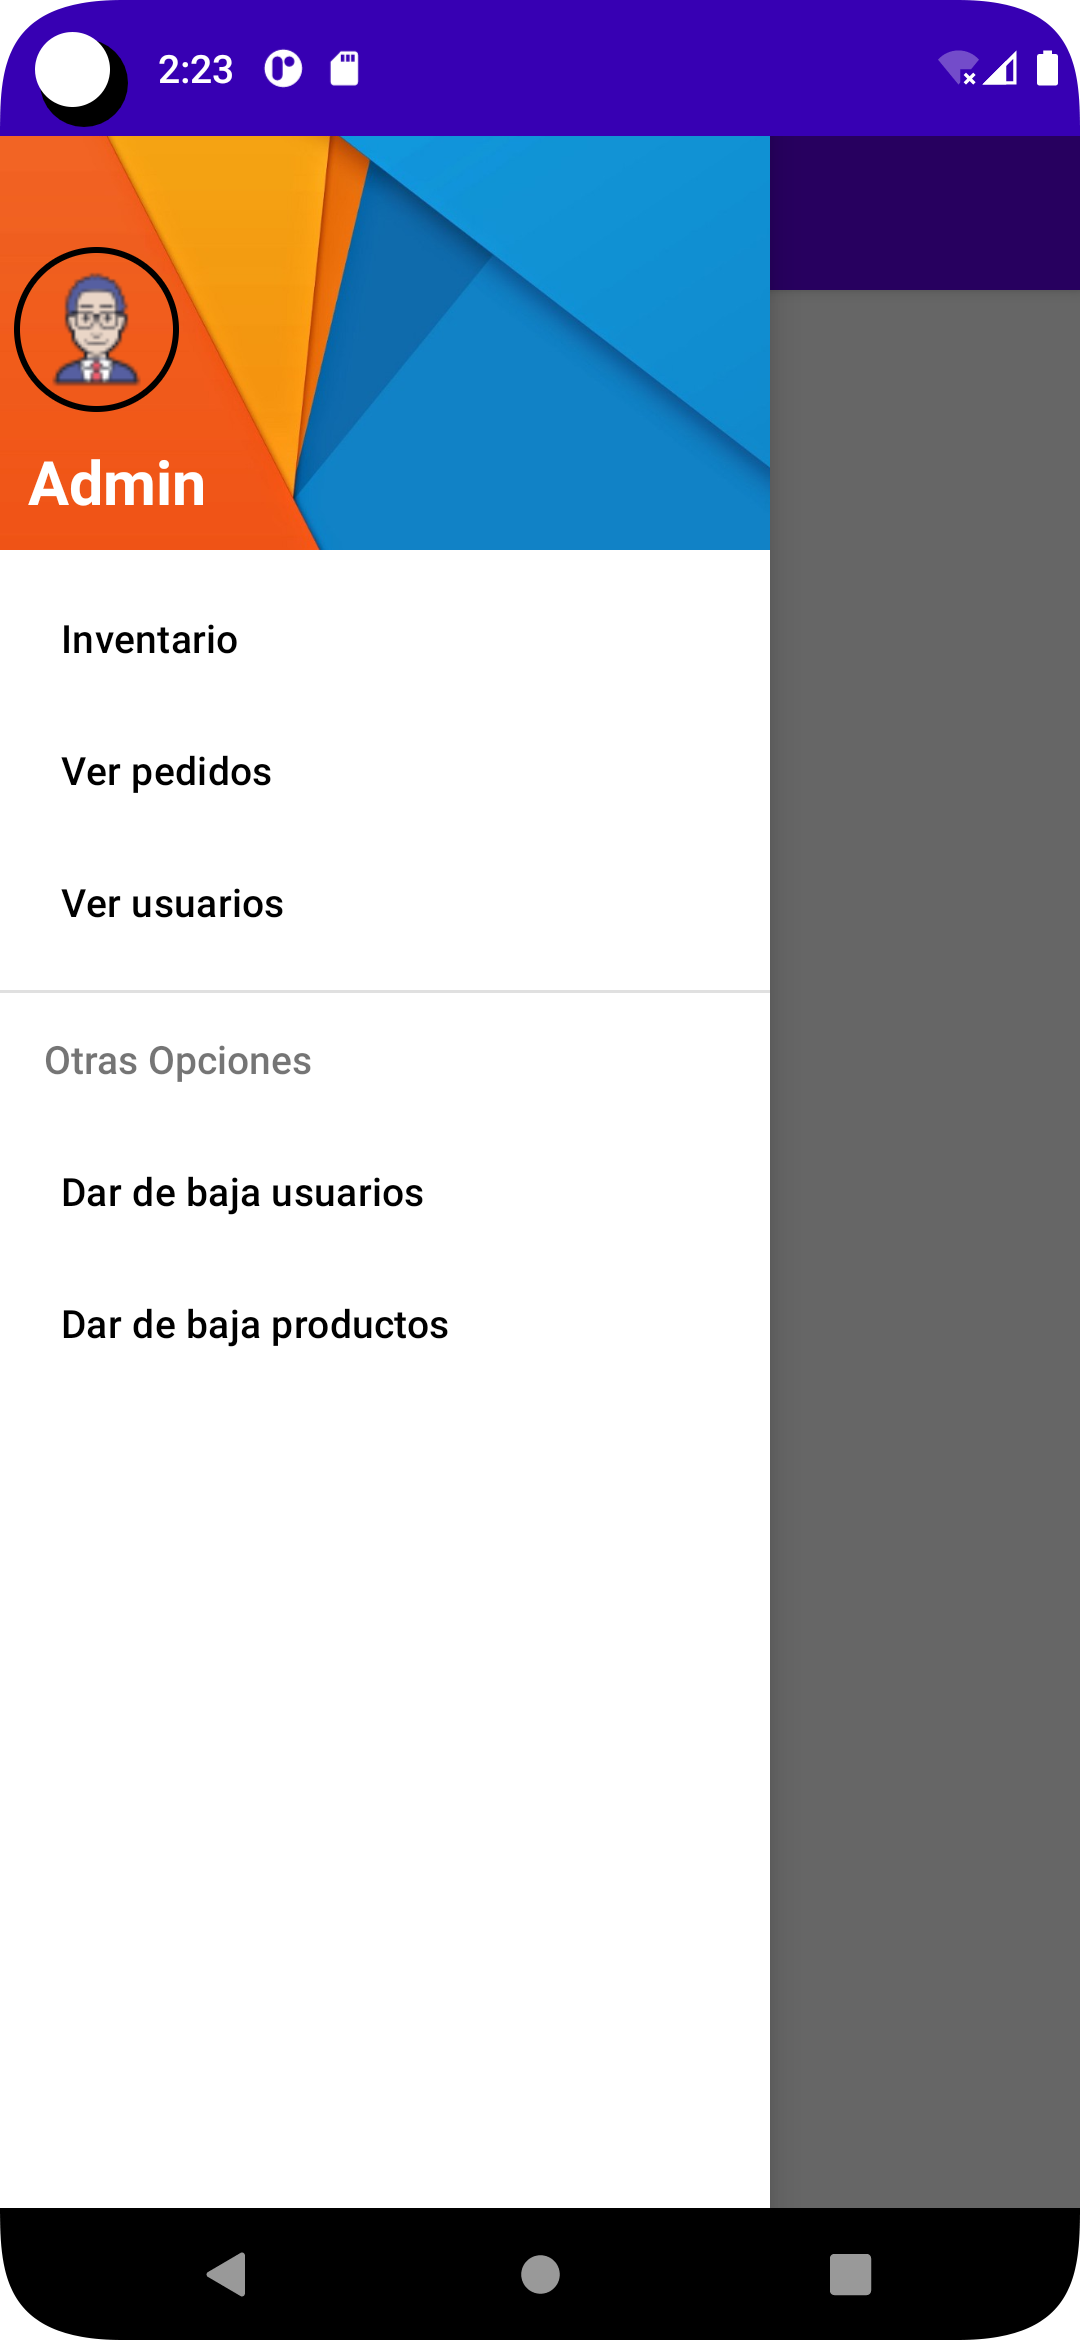 2:23
Admin
Inventario
Ver pedidos
Ver usuarios
Otras Opciones
Dar de baja usuarios
Dar de baja productos